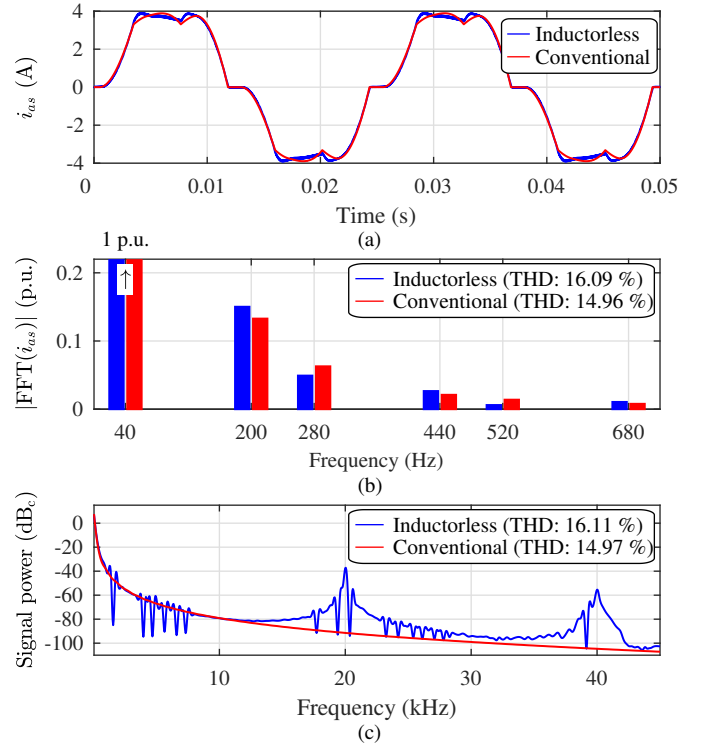 4
2
0
-2
-4
i_as (A)
Inductorless
Conventional
0
0.01
0.02
0.03
0.04
0.05
Time (s)
(a)
1 p.u.
↑
0.2
0.1
0
|FFT(i_as)| (p.u.)
Inductorless (THD: 16.09 %)
Conventional (THD: 14.96 %)
40
200
280
440
520
680
Frequency (Hz)
(b)
0
-20
-40
-60
-80
-100
Signal power (dB_c)
Inductorless (THD: 16.11 %)
Conventional (THD: 14.97 %)
10
20
30
40
Frequency (kHz)
(c)